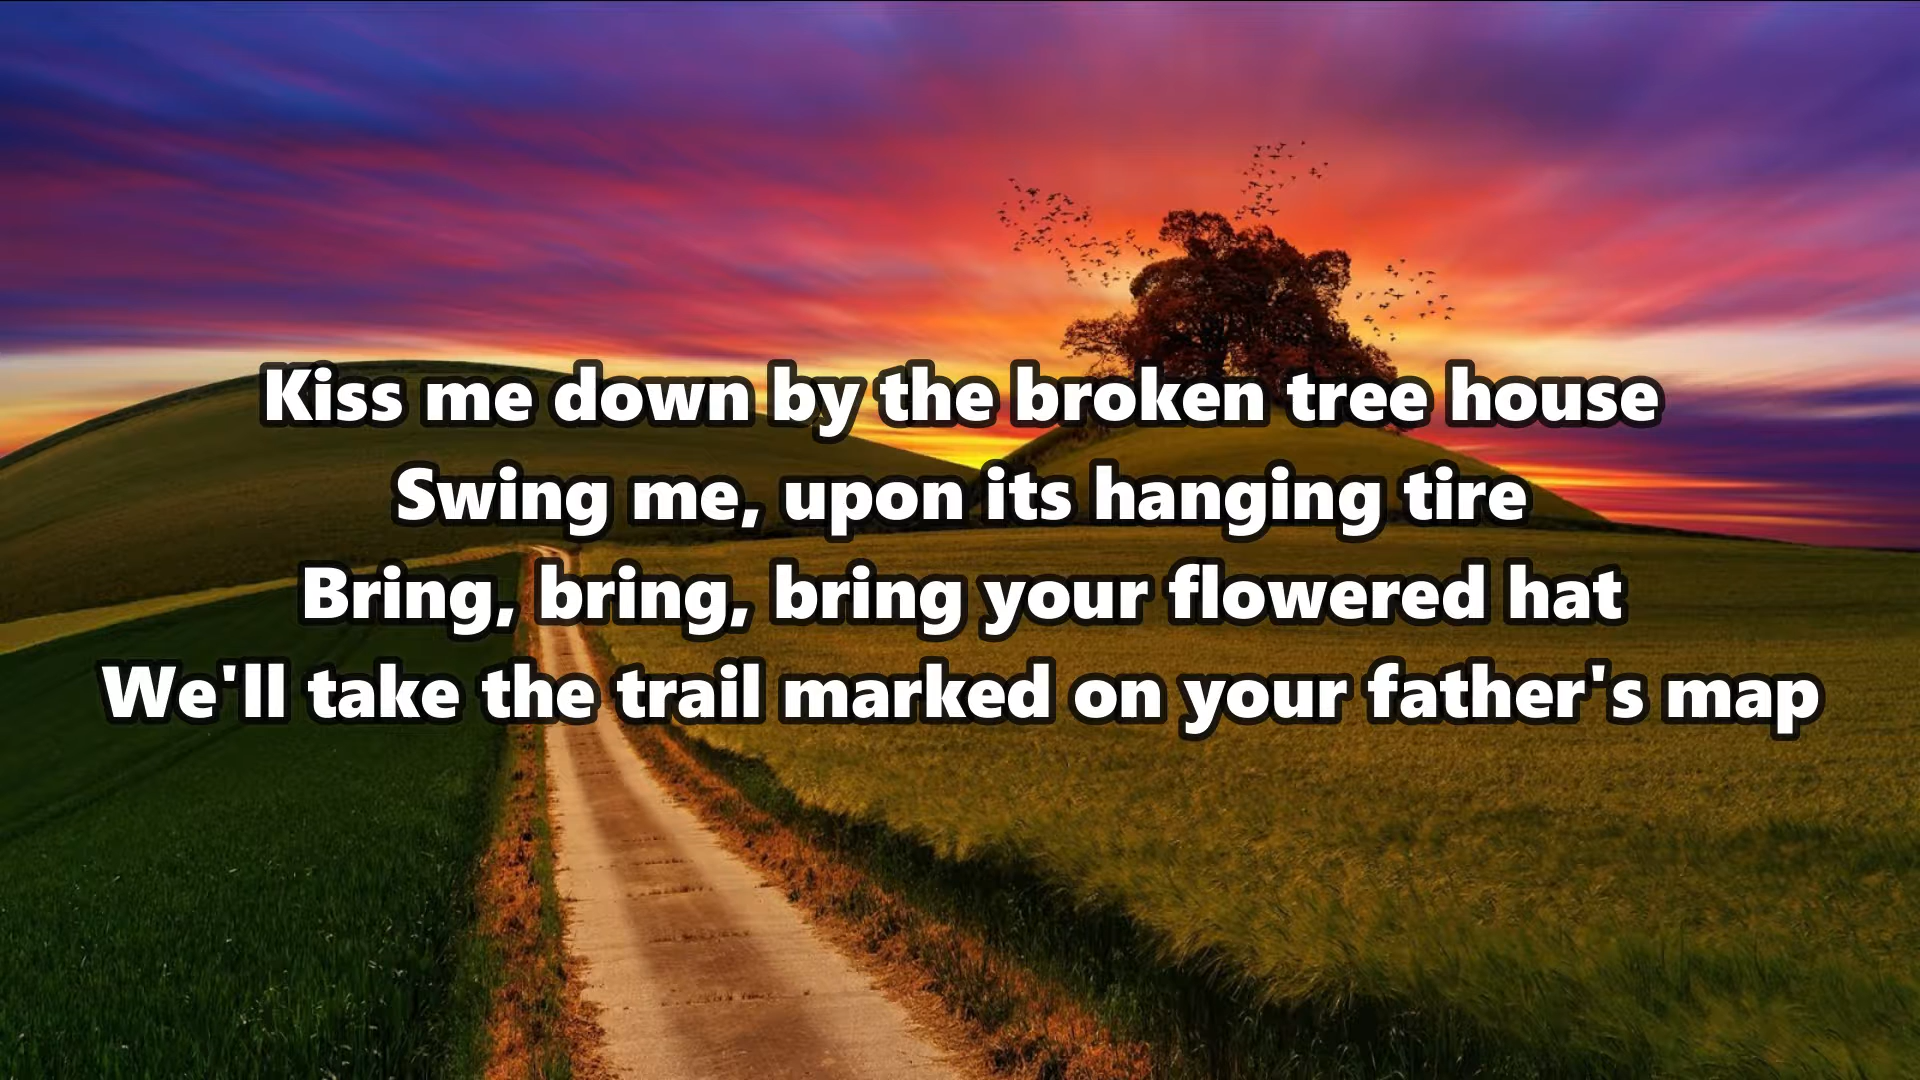 Kiss me down by the broken tree house
Swing me, upon its hanging tire
Bring, bring, bring your flowered hat
We'll take the trail marked on your father's map